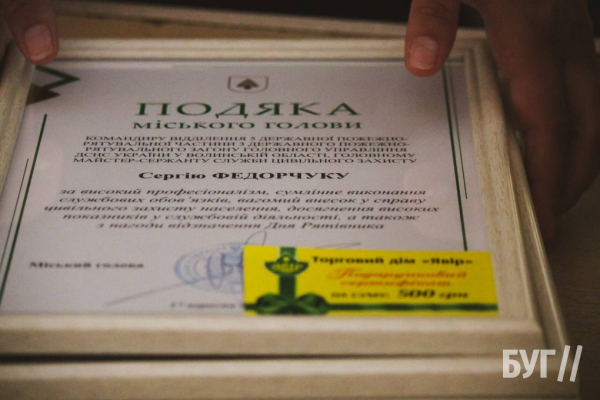 ПОДЯКА
міського голови
КОМАНДИРУ ВІДДІЛЕННЯ 3 ДЕРЖАВНОЇ ПОЖЕЖНО-
РЯТУВАЛЬНОЇ ЧАСТИНИ 3 ДЕРЖАВНОГО ПОЖЕЖНО-
РЯТУВАЛЬНОГО ЗАГОНУ ГОЛОВНОГО УПРАВЛІННЯ
ДСНС УКРАЇНИ У ВОЛИНСЬКІЙ ОБЛАСТІ, ГОЛОВНОМУ
МАЙСТЕР-СЕРЖАНТУ СЛУЖБИ ЦИВІЛЬНОГО ЗАХИСТУ
Сергію ФЕДОРЧУКУ
за високий професіоналізм, сумлінне виконання
службових обов'язків, вагомий внесок у справу
цивільного захисту населення, досягнення високих
показників у службовій діяльності, а також
з нагоди відзначення Дня Рятівника
Міський голова
17 вересня
Торговий дім «Явір»
Подарунковий
сертифікат
на суму: 500 грн
БУГ//